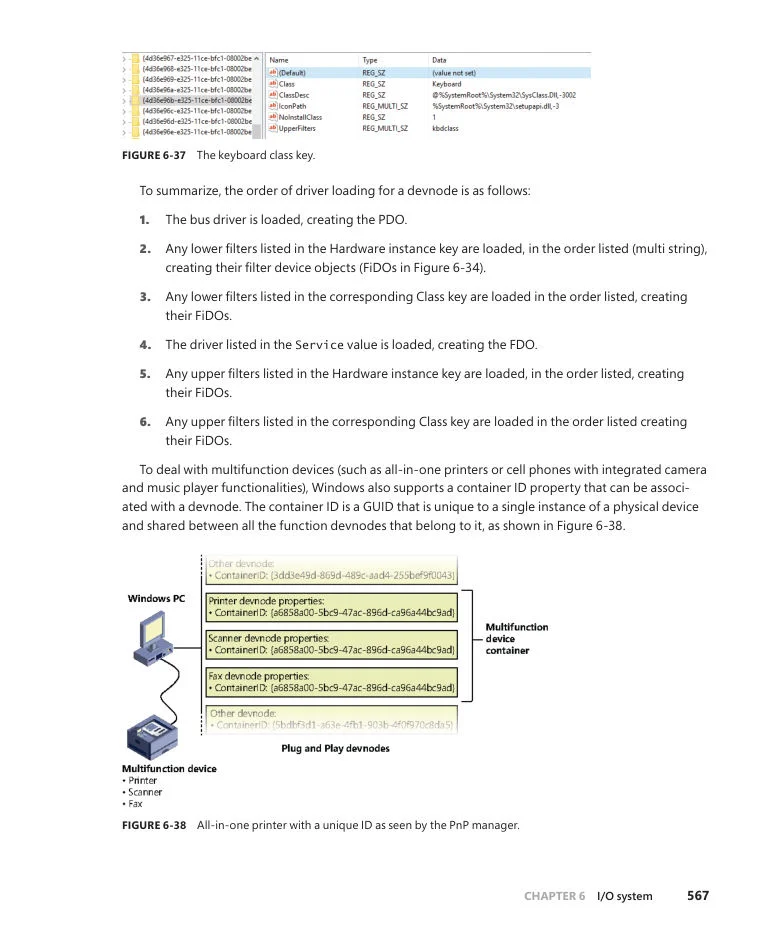 {4d36e967-e325-11ce-bfc1-08002be
{4d36e968-e325-11ce-bfc1-08002be
{4d36e969-e325-11ce-bfc1-08002be
{4d36e96a-e325-11ce-bfc1-08002be
{4d36e96b-e325-11ce-bfc1-08002be
{4d36e96c-e325-11ce-bfc1-08002be
{4d36e96d-e325-11ce-bfc1-08002be
{4d36e96e-e325-11ce-bfc1-08002be
Name Type Data
(Default) REG_SZ (value not set)
Class REG_SZ Keyboard
ClassDesc REG_SZ @%SystemRoot%\System32\SysClass.Dll,-3002
IconPath REG_MULTI_SZ %SystemRoot%\System32\setupapi.dll,-3
NoInstallClass REG_SZ 1
UpperFilters REG_MULTI_SZ kbdclass
FIGURE 6-37 The keyboard class key.
To summarize, the order of driver loading for a devnode is as follows:
1. The bus driver is loaded, creating the PDO.
2. Any lower filters listed in the Hardware instance key are loaded, in the order listed (multi string),
creating their filter device objects (FiDOs in Figure 6-34).
3. Any lower filters listed in the corresponding Class key are loaded in the order listed, creating
their FiDOs.
4. The driver listed in the Service value is loaded, creating the FDO.
5. Any upper filters listed in the Hardware instance key are loaded, in the order listed, creating
their FiDOs.
6. Any upper filters listed in the corresponding Class key are loaded in the order listed creating
their FiDOs.
To deal with multifunction devices (such as all-in-one printers or cell phones with integrated camera
and music player functionalities), Windows also supports a container ID property that can be associ-
ated with a devnode. The container ID is a GUID that is unique to a single instance of a physical device
and shared between all the function devnodes that belong to it, as shown in Figure 6-38.
Other devnode:
• ContainerID: {3dd3e49d-869d-489c-aad4-255bef9f0043}
Windows PC
Printer devnode properties:
• ContainerID: {a6858a00-5bc9-47ac-896d-ca96a44bc9ad}
Scanner devnode properties:
• ContainerID: {a6858a00-5bc9-47ac-896d-ca96a44bc9ad}
Fax devnode properties:
• ContainerID: {a6858a00-5bc9-47ac-896d-ca96a44bc9ad}
Multifunction
device
container
Other devnode:
• ContainerID: {5bdbf3d1-a63e-4fb1-903b-4f0f970c8da5}
Plug and Play devnodes
Multifunction device
• Printer
• Scanner
• Fax
FIGURE 6-38 All-in-one printer with a unique ID as seen by the PnP manager.
CHAPTER 6 I/O system 567